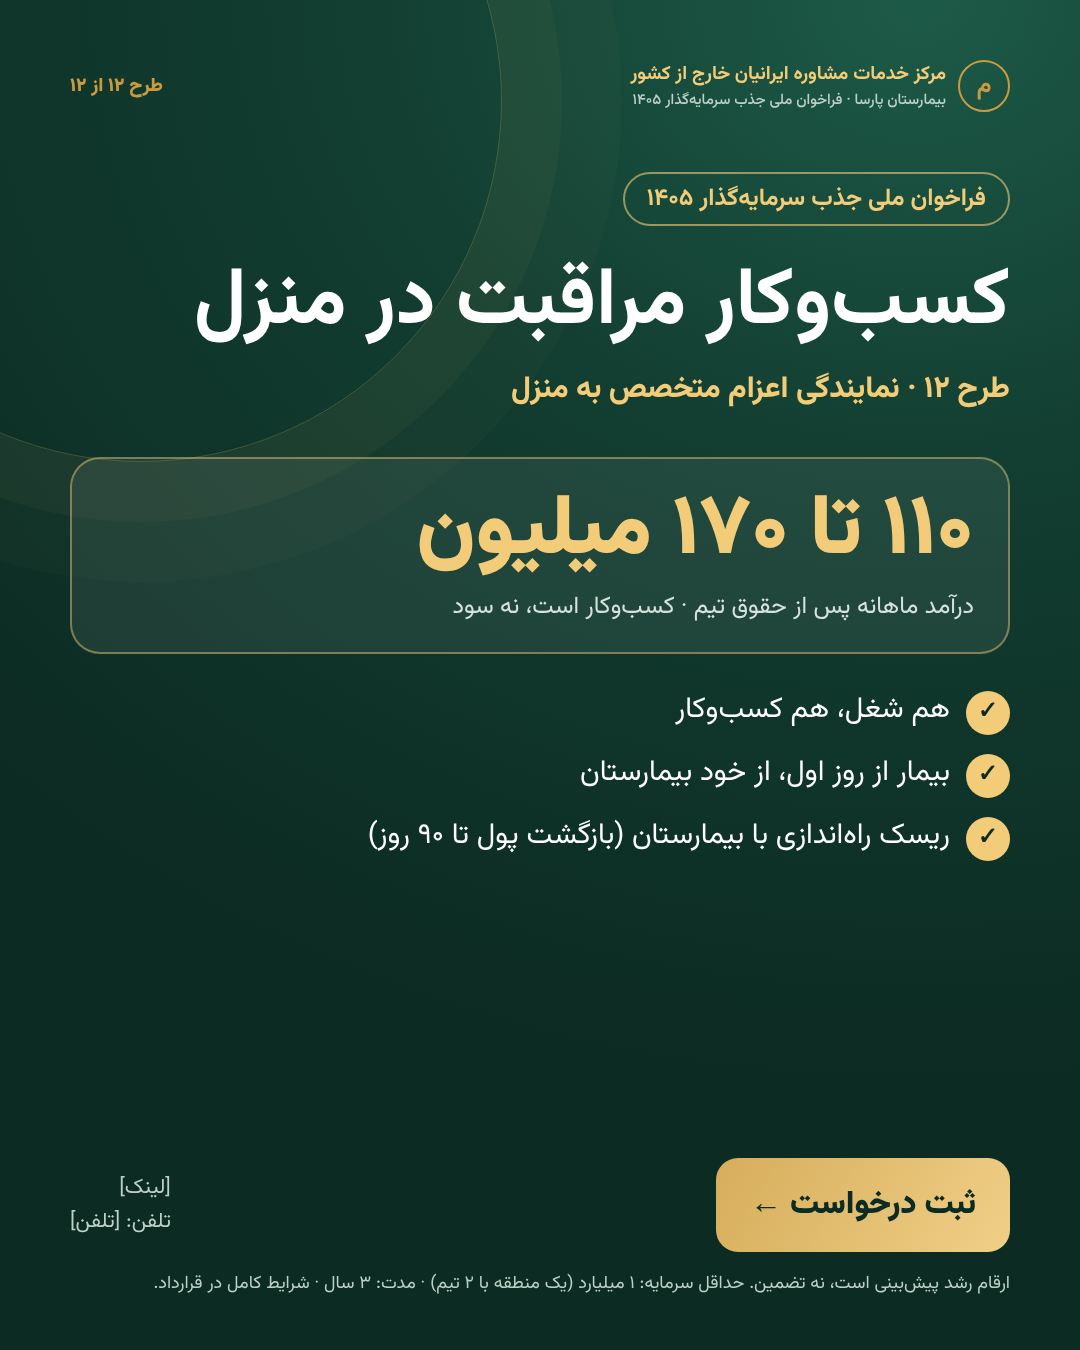 م
مرکز خدمات مشاوره ایرانیان خارج از کشور
بیمارستان پارسا · فراخوان ملی جذب سرمایه‌گذار ۱۴۰۵
طرح ۱۲ از ۱۲
فراخوان ملی جذب سرمایه‌گذار ۱۴۰۵
کسب‌وکار مراقبت در منزل
طرح ۱۲ · نمایندگی اعزام متخصص به منزل
۱۱۰ تا ۱۷۰ میلیون
درآمد ماهانه پس از حقوق تیم · کسب‌وکار است، نه سود
✓ هم شغل، هم کسب‌وکار
✓ بیمار از روز اول، از خود بیمارستان
✓ ریسک راه‌اندازی با بیمارستان (بازگشت پول تا ۹۰ روز)
ثبت درخواست ←
[لینک]
تلفن: [تلفن]
ارقام رشد پیش‌بینی است، نه تضمین. حداقل سرمایه: ۱ میلیارد (یک منطقه با ۲ تیم) · مدت: ۳ سال · شرایط کامل در قرارداد.